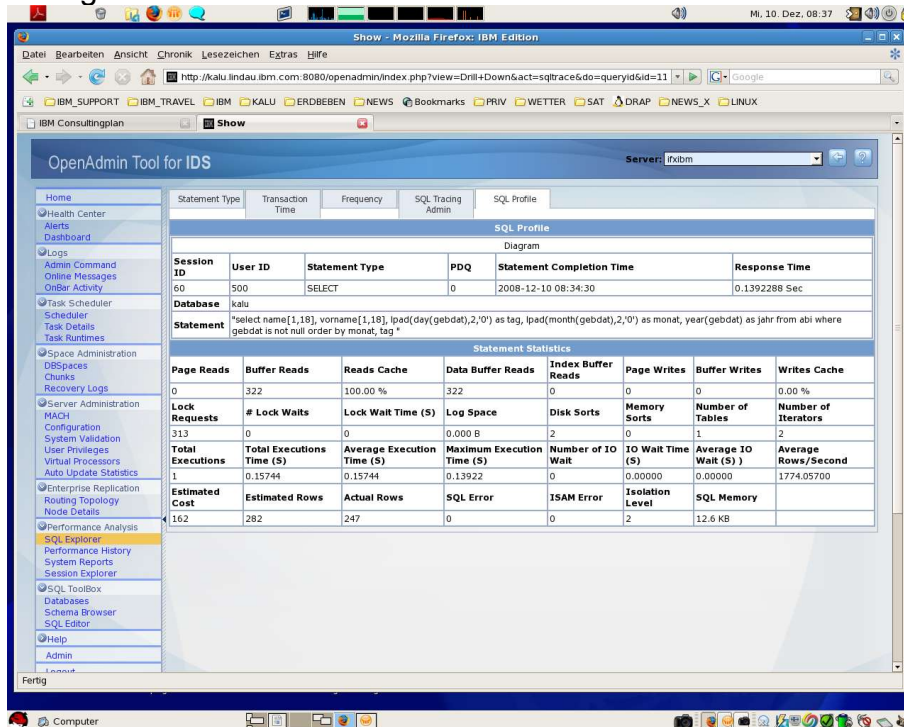 Mi, 10. Dez, 08:37
Show - Mozilla Firefox: IBM Edition
Datei Bearbeiten Ansicht Chronik Lesezeichen Extras Hilfe
http://kalu.lindau.ibm.com:8080/openadmin/index.php?view=Drill+Down&act=sqltrace&do=queryid&id=11
Google
IBM_SUPPORT IBM_TRAVEL IBM KALU ERDBEBEN NEWS Bookmarks PRIV WETTER SAT DRAP NEWS_X LINUX
IBM Consultingplan Show
OpenAdmin Tool for IDS
Server: ifxibm
Home
Health Center
Alerts
Dashboard
Logs
Admin Command
Online Messages
OnBar Activity
Task Scheduler
Scheduler
Task Details
Task Runtimes
Space Administration
DBSpaces
Chunks
Recovery Logs
Server Administration
MACH
Configuration
System Validation
User Privileges
Virtual Processors
Auto Update Statistics
Enterprise Replication
Routing Topology
Node Details
Performance Analysis
SQL Explorer
Performance History
System Reports
Session Explorer
SQL ToolBox
Databases
Schema Browser
SQL Editor
Help
Admin
Statement Type Transaction Time Frequency SQL Tracing Admin SQL Profile
SQL Profile
Diagram
Session ID User ID Statement Type PDQ Statement Completion Time Response Time
60 500 SELECT 0 2008-12-10 08:34:30 0.1392288 Sec
Database kalu
Statement "select name[1,18], vorname[1,18], lpad(day(gebdat),2,'0') as tag, lpad(month(gebdat),2,'0') as monat, year(gebdat) as jahr from abi where
gebdat is not null order by monat, tag "
Statement Statistics
Page Reads Buffer Reads Reads Cache Data Buffer Reads Index Buffer Reads Page Writes Buffer Writes Writes Cache
0 322 100.00 % 322 0 0 0 0.00 %
Lock Requests # Lock Waits Lock Wait Time (S) Log Space Disk Sorts Memory Sorts Number of Tables Number of Iterators
313 0 0 0.000 B 2 0 1 2
Total Executions Total Executions Time (S) Average Execution Time (S) Maximum Execution Time (S) Number of IO Wait IO Wait Time (S) Average IO Wait (S) ) Average Rows/Second
1 0.15744 0.15744 0.13922 0 0.00000 0.00000 1774.05700
Estimated Cost Estimated Rows Actual Rows SQL Error ISAM Error Isolation Level SQL Memory
162 282 247 0 0 2 12.6 KB
Fertig
Computer